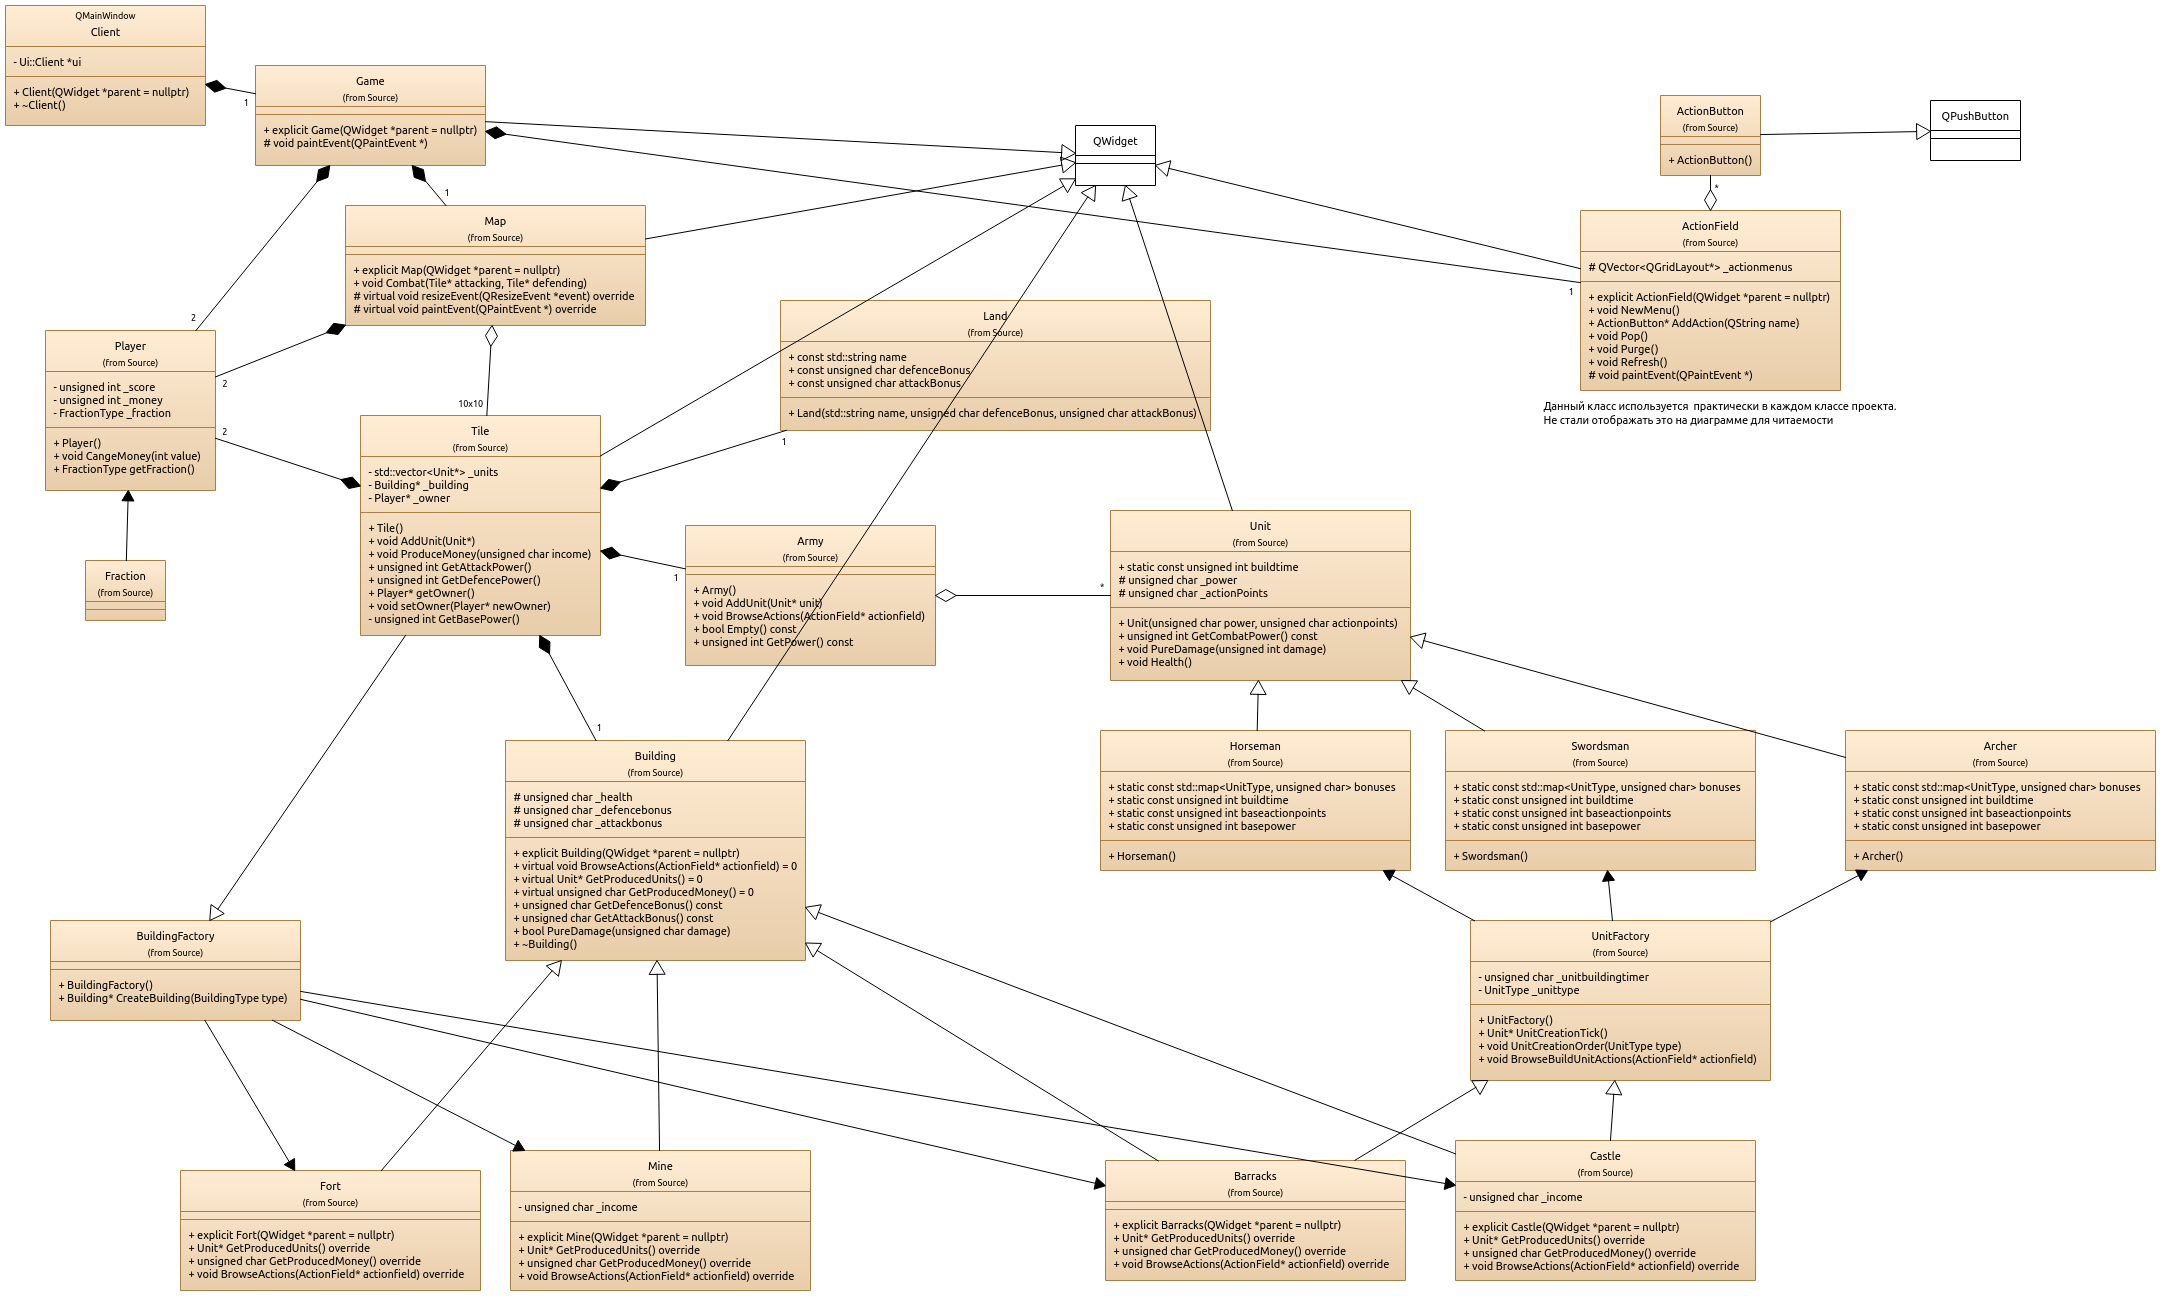 QMainWindow
Client
- Ui::Client *ui
+ Client(QWidget *parent = nullptr)
+ ~Client()
1
Game
(from Source)
+ explicit Game(QWidget *parent = nullptr)
# void paintEvent(QPaintEvent *)
QWidget
ActionButton
(from Source)
+ ActionButton()
QPushButton
*
1
Map
(from Source)
+ explicit Map(QWidget *parent = nullptr)
+ void Combat(Tile* attacking, Tile* defending)
# virtual void resizeEvent(QResizeEvent *event) override
# virtual void paintEvent(QPaintEvent *) override
ActionField
(from Source)
# QVector<QGridLayout*> _actionmenus
+ explicit ActionField(QWidget *parent = nullptr)
+ void NewMenu()
+ ActionButton* AddAction(QString name)
+ void Pop()
+ void Purge()
+ void Refresh()
# void paintEvent(QPaintEvent *)
1
Данный класс используется  практически в каждом классе проекта.
Не стали отображать это на диаграмме для читаемости
2
Player
(from Source)
- unsigned int _score
- unsigned int _money
- FractionType _fraction
+ Player()
+ void CangeMoney(int value)
+ FractionType getFraction()
2
2
10x10
Land
(from Source)
+ const std::string name
+ const unsigned char defenceBonus
+ const unsigned char attackBonus
+ Land(std::string name, unsigned char defenceBonus, unsigned char attackBonus)
1
Tile
(from Source)
- std::vector<Unit*> _units
- Building* _building
- Player* _owner
+ Tile()
+ void AddUnit(Unit*)
+ void ProduceMoney(unsigned char income)
+ unsigned int GetAttackPower()
+ unsigned int GetDefencePower()
+ Player* getOwner()
+ void setOwner(Player* newOwner)
- unsigned int GetBasePower()
Fraction
(from Source)
1
Army
(from Source)
+ Army()
+ void AddUnit(Unit* unit)
+ void BrowseActions(ActionField* actionfield)
+ bool Empty() const
+ unsigned int GetPower() const
*
Unit
(from Source)
+ static const unsigned int buildtime
# unsigned char _power
# unsigned char _actionPoints
+ Unit(unsigned char power, unsigned char actionpoints)
+ unsigned int GetCombatPower() const
+ void PureDamage(unsigned int damage)
+ void Health()
1
Building
(from Source)
# unsigned char _health
# unsigned char _defencebonus
# unsigned char _attackbonus
+ explicit Building(QWidget *parent = nullptr)
+ virtual void BrowseActions(ActionField* actionfield) = 0
+ virtual Unit* GetProducedUnits() = 0
+ virtual unsigned char GetProducedMoney() = 0
+ unsigned char GetDefenceBonus() const
+ unsigned char GetAttackBonus() const
+ bool PureDamage(unsigned char damage)
+ ~Building()
Horseman
(from Source)
+ static const std::map<UnitType, unsigned char> bonuses
+ static const unsigned int buildtime
+ static const unsigned int baseactionpoints
+ static const unsigned int basepower
+ Horseman()
Swordsman
(from Source)
+ static const std::map<UnitType, unsigned char> bonuses
+ static const unsigned int buildtime
+ static const unsigned int baseactionpoints
+ static const unsigned int basepower
+ Swordsman()
Archer
(from Source)
+ static const std::map<UnitType, unsigned char> bonuses
+ static const unsigned int buildtime
+ static const unsigned int baseactionpoints
+ static const unsigned int basepower
+ Archer()
BuildingFactory
(from Source)
+ BuildingFactory()
+ Building* CreateBuilding(BuildingType type)
UnitFactory
(from Source)
- unsigned char _unitbuildingtimer
- UnitType _unittype
+ UnitFactory()
+ Unit* UnitCreationTick()
+ void UnitCreationOrder(UnitType type)
+ void BrowseBuildUnitActions(ActionField* actionfield)
Fort
(from Source)
+ explicit Fort(QWidget *parent = nullptr)
+ Unit* GetProducedUnits() override
+ unsigned char GetProducedMoney() override
+ void BrowseActions(ActionField* actionfield) override
Mine
(from Source)
- unsigned char _income
+ explicit Mine(QWidget *parent = nullptr)
+ Unit* GetProducedUnits() override
+ unsigned char GetProducedMoney() override
+ void BrowseActions(ActionField* actionfield) override
Barracks
(from Source)
+ explicit Barracks(QWidget *parent = nullptr)
+ Unit* GetProducedUnits() override
+ unsigned char GetProducedMoney() override
+ void BrowseActions(ActionField* actionfield) override
Castle
(from Source)
- unsigned char _income
+ explicit Castle(QWidget *parent = nullptr)
+ Unit* GetProducedUnits() override
+ unsigned char GetProducedMoney() override
+ void BrowseActions(ActionField* actionfield) override